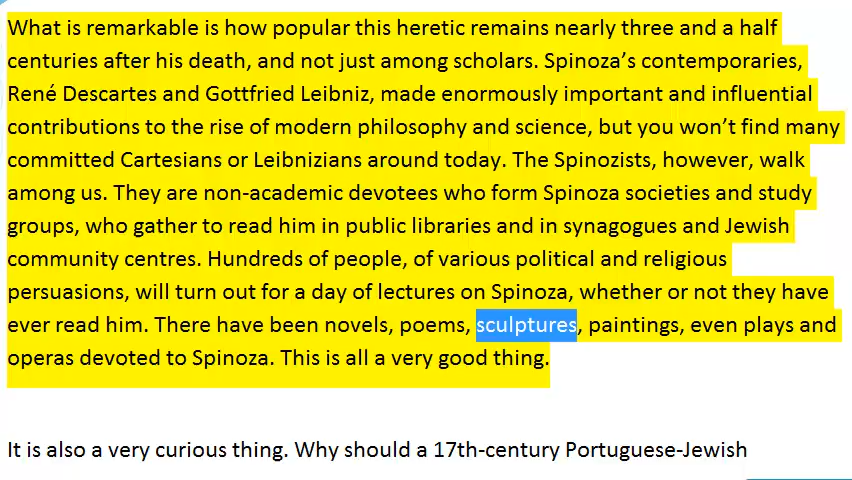 What is remarkable is how popular this heretic remains nearly three and a half
centuries after his death, and not just among scholars. Spinoza’s contemporaries,
René Descartes and Gottfried Leibniz, made enormously important and influential
contributions to the rise of modern philosophy and science, but you won’t find many
committed Cartesians or Leibnizians around today. The Spinozists, however, walk
among us. They are non-academic devotees who form Spinoza societies and study
groups, who gather to read him in public libraries and in synagogues and Jewish
community centres. Hundreds of people, of various political and religious
persuasions, will turn out for a day of lectures on Spinoza, whether or not they have
ever read him. There have been novels, poems, sculptures, paintings, even plays and
operas devoted to Spinoza. This is all a very good thing.
It is also a very curious thing. Why should a 17th-century Portuguese-Jewish